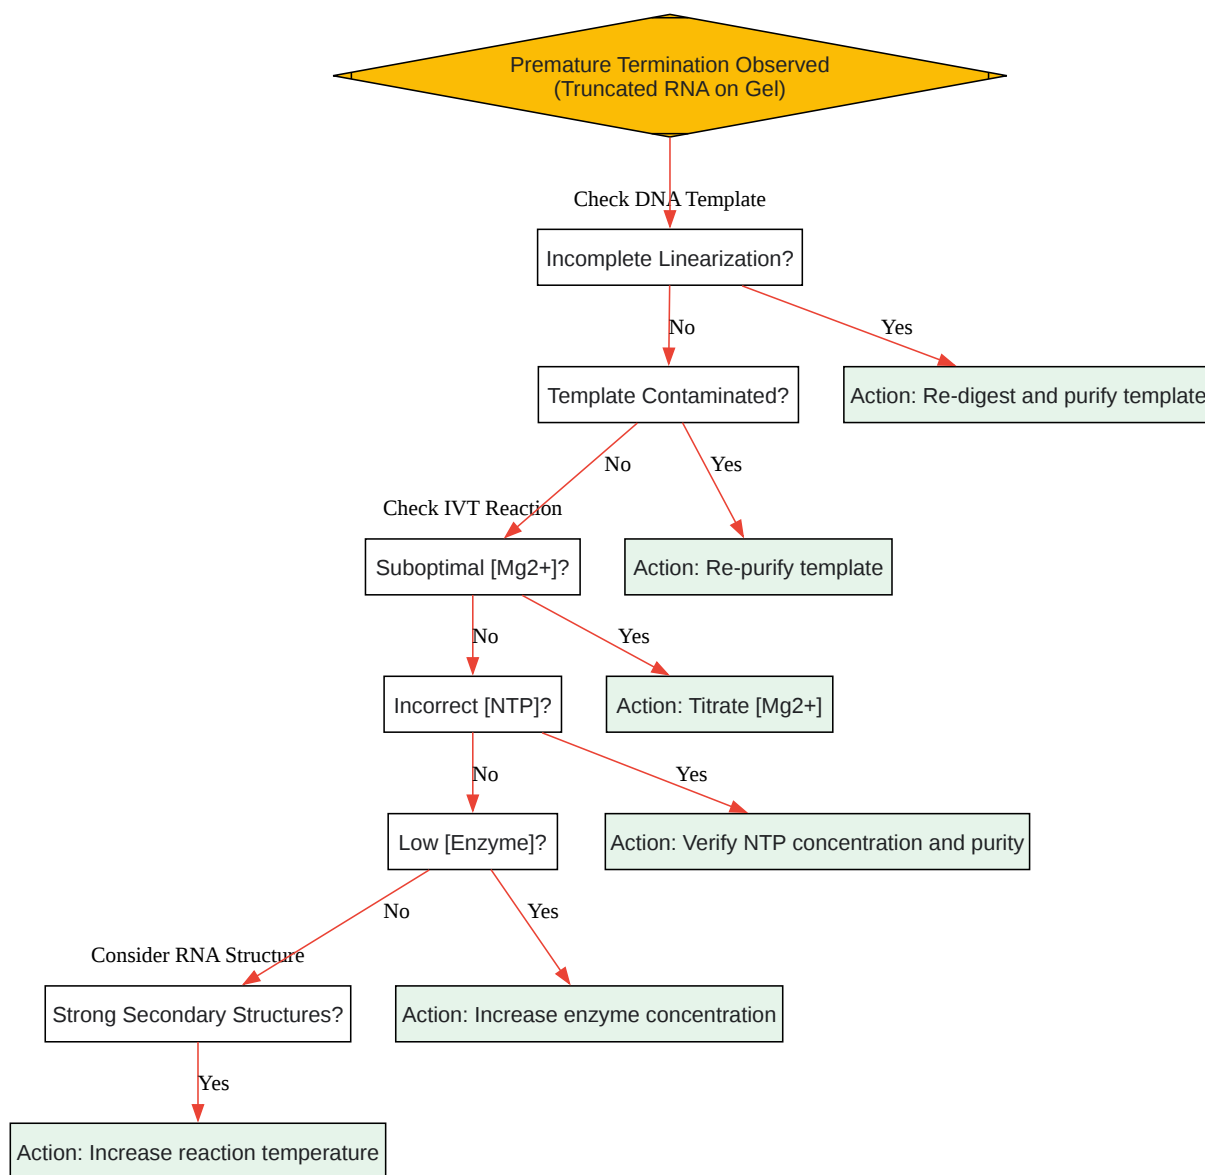 Premature Termination Observed
(Truncated RNA on Gel)
Check DNA Template
Incomplete Linearization?
No
Yes
Template Contaminated?
Action: Re-digest and purify template
No
Yes
Check IVT Reaction
Suboptimal [Mg2+]?
Action: Re-purify template
No
Yes
Incorrect [NTP]?
Action: Titrate [Mg2+]
No
Yes
Low [Enzyme]?
Action: Verify NTP concentration and purity
No
Yes
Consider RNA Structure
Strong Secondary Structures?
Action: Increase enzyme concentration
Yes
Action: Increase reaction temperature